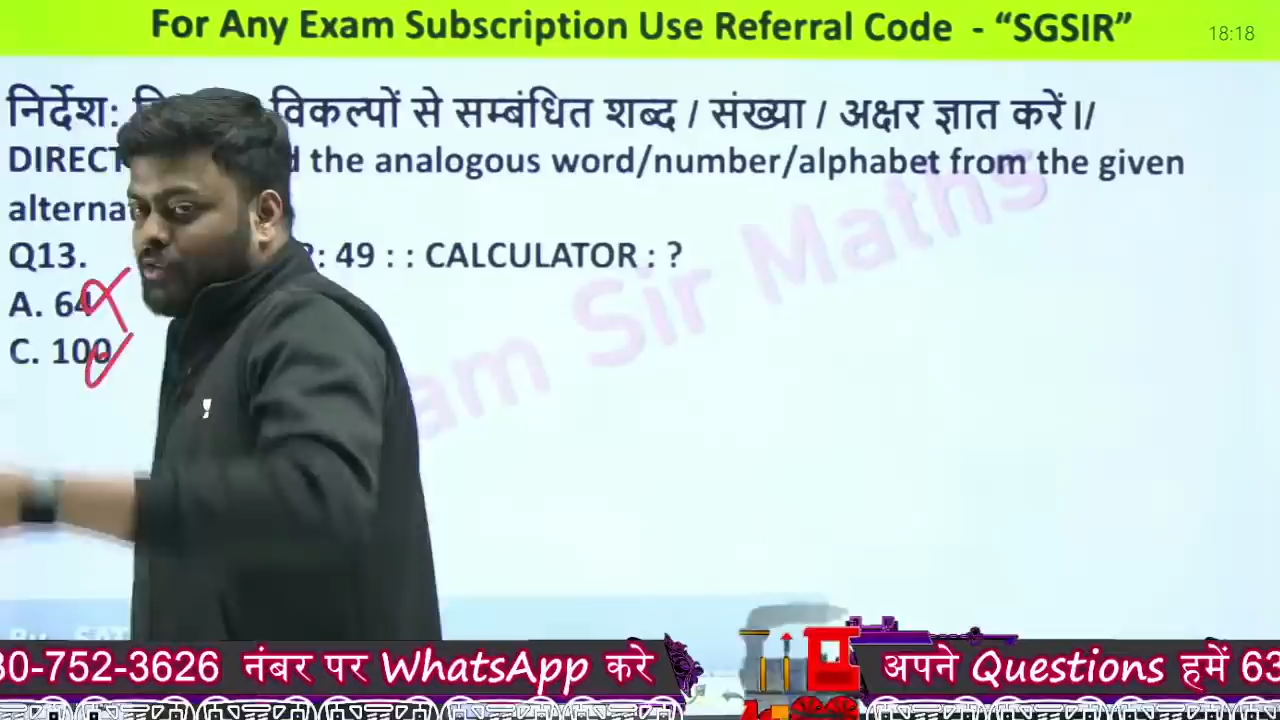 For Any Exam Subscription Use Referral Code - “SGSIR”
18:18
निर्देश: विकल्पों से सम्बंधित शब्द / संख्या / अक्षर ज्ञात करें।/
the analogous word/number/alphabet from the given
Q13. : 49 : : CALCULATOR : ?
A. 64
C. 100
Sir Maths
30-752-3626 नंबर पर WhatsApp करे
अपने Questions हमें 63